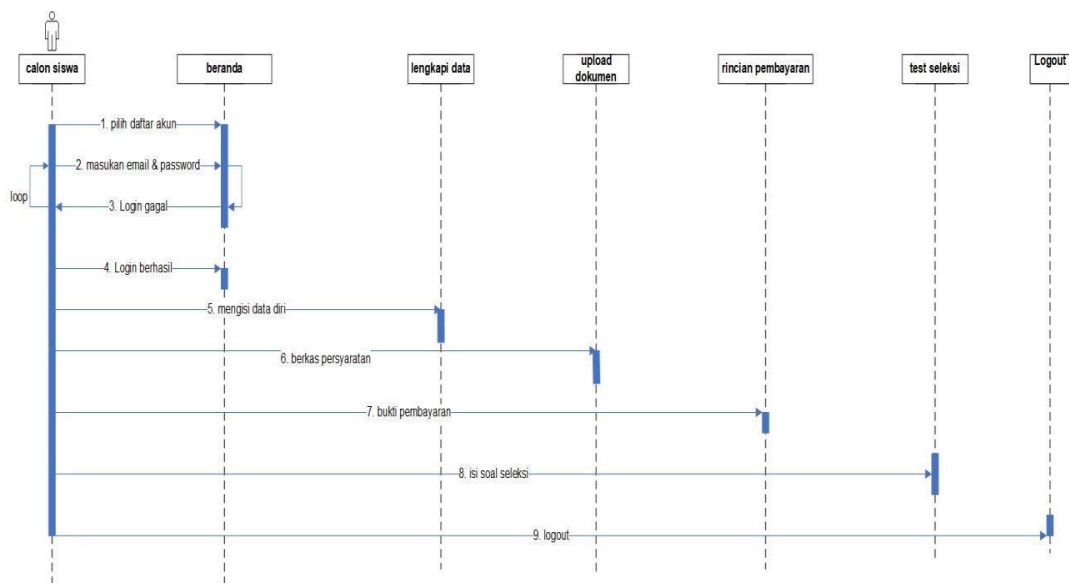 calon siswa
beranda
lengkapi data
upload
dokumen
rincian pembayaran
test seleksi
Logout
1. pilih daftar akun
2. masukan email & password
loop
3. Login gagal
4. Login berhasil
5. mengisi data diri
6. berkas persyaratan
7. bukti pembayaran
8. isi soal seleksi
9. logout